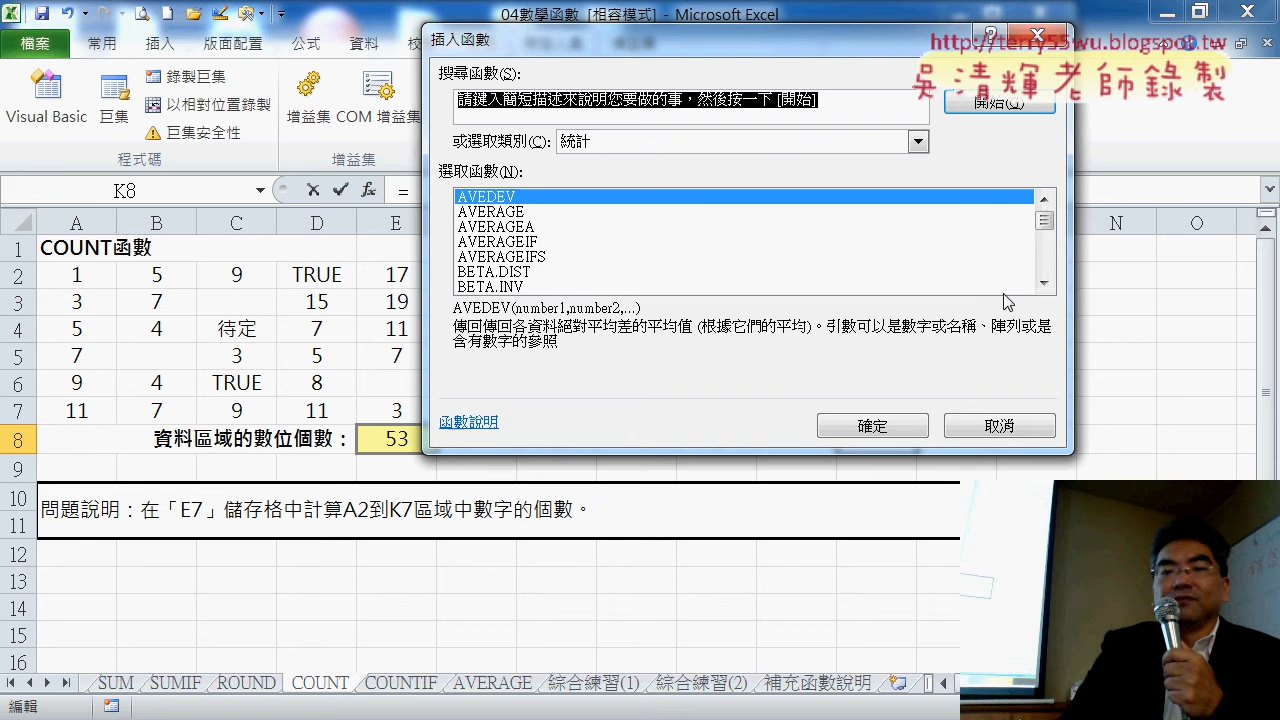 04數學函數 [相容模式] - Microsoft Excel
檔案 常用 插入 版面配置 公式 資料
Visual Basic 巨集 錄製巨集
以相對位置錄製
巨集安全性
增益集 COM 增益集
程式碼 增益集
K8 =
插入函數
http://terry55wu.blogspot.tw
吳清輝老師錄製
搜尋函數(S):
請鍵入簡短描述來說明您要做的事，然後按一下 [開始]
開始(G)
或選取類別(C): 統計
選取函數(N):
AVEDEV
AVERAGE
AVERAGEA
AVERAGEIF
AVERAGEIFS
BETA.DIST
BETA.INV
AVEDEV(number1,number2,...)
傳回傳回各資料絕對平均差的平均值 (根據它們的平均)。引數可以是數字或名稱、陣列或是
含有數字的參照
函數說明 確定 取消
A B C D E N O
1 COUNT函數
2 1 5 9 TRUE 17
3 3 7 15 19
4 5 4 待定 7 11
5 7 3 5 7
6 9 4 TRUE 8
7 11 7 9 11 3
8 資料區域的數位個數： 53
9
10 問題說明：在「E7」儲存格中計算A2到K7區域中數字的個數。
11
12
13
14
15
16
SUM SUMIF ROUND COUNT COUNTIF AVERAGE 綜合練習(1) 綜合練習(2) 補充函數說明
編輯